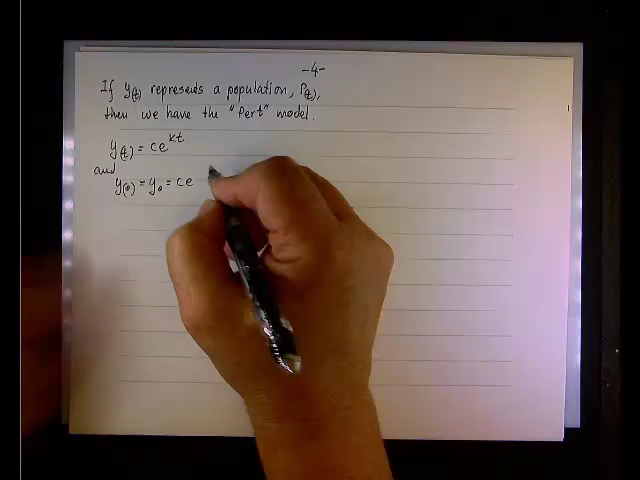 -4-
If y(t) represents a population, P(t),
then we have the "Pert" model.
y(t) = ce^kt
and
y(0) = y₀ = ce